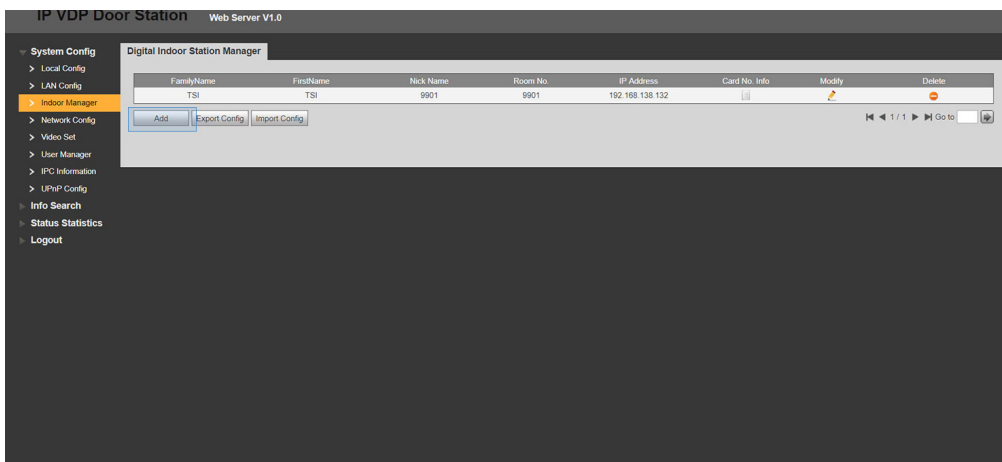 IP VDP Door Station Web Server V1.0
System Config
Local Config
LAN Config
Indoor Manager
Network Config
Video Set
User Manager
IPC Information
UPnP Config
Info Search
Status Statistics
Logout
Digital Indoor Station Manager
FamilyName FirstName Nick Name Room No. IP Address Card No. Info Modify Delete
TSI TSI 9901 9901 192.168.138.132
Add Export Config Import Config 1 / 1 Go to